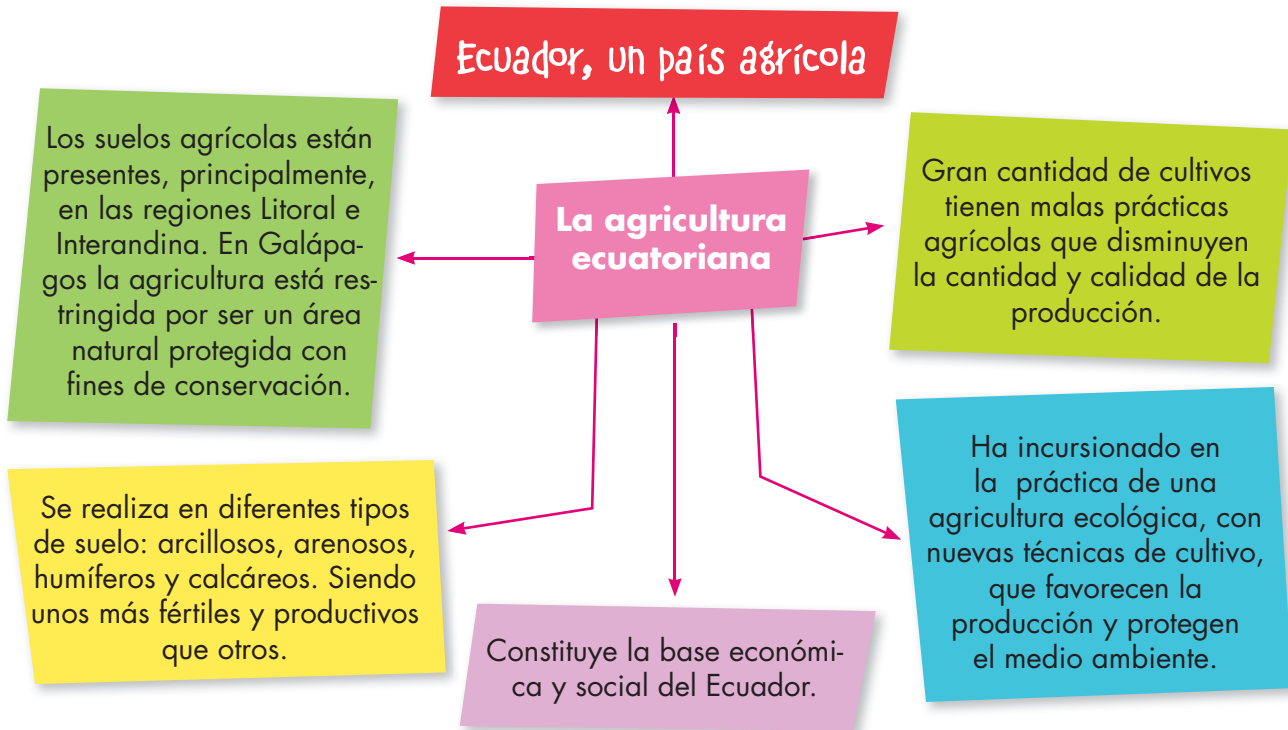 Ecuador, un país agrícola
Los suelos agrícolas están
presentes, principalmente,
en las regiones Litoral e
Interandina. En Galápa-
gos la agricultura está res-
tringida por ser un área
natural protegida con
fines de conservación.
La agricultura
ecuatoriana
Gran cantidad de cultivos
tienen malas prácticas
agrícolas que disminuyen
la cantidad y calidad de la
producción.
Se realiza en diferentes tipos
de suelo: arcillosos, arenosos,
humíferos y calcáreos. Siendo
unos más fértiles y productivos
que otros.
Constituye la base económi-
ca y social del Ecuador.
Ha incursionado en
la práctica de una
agricultura ecológica, con
nuevas técnicas de cultivo,
que favorecen la
producción y protegen
el medio ambiente.